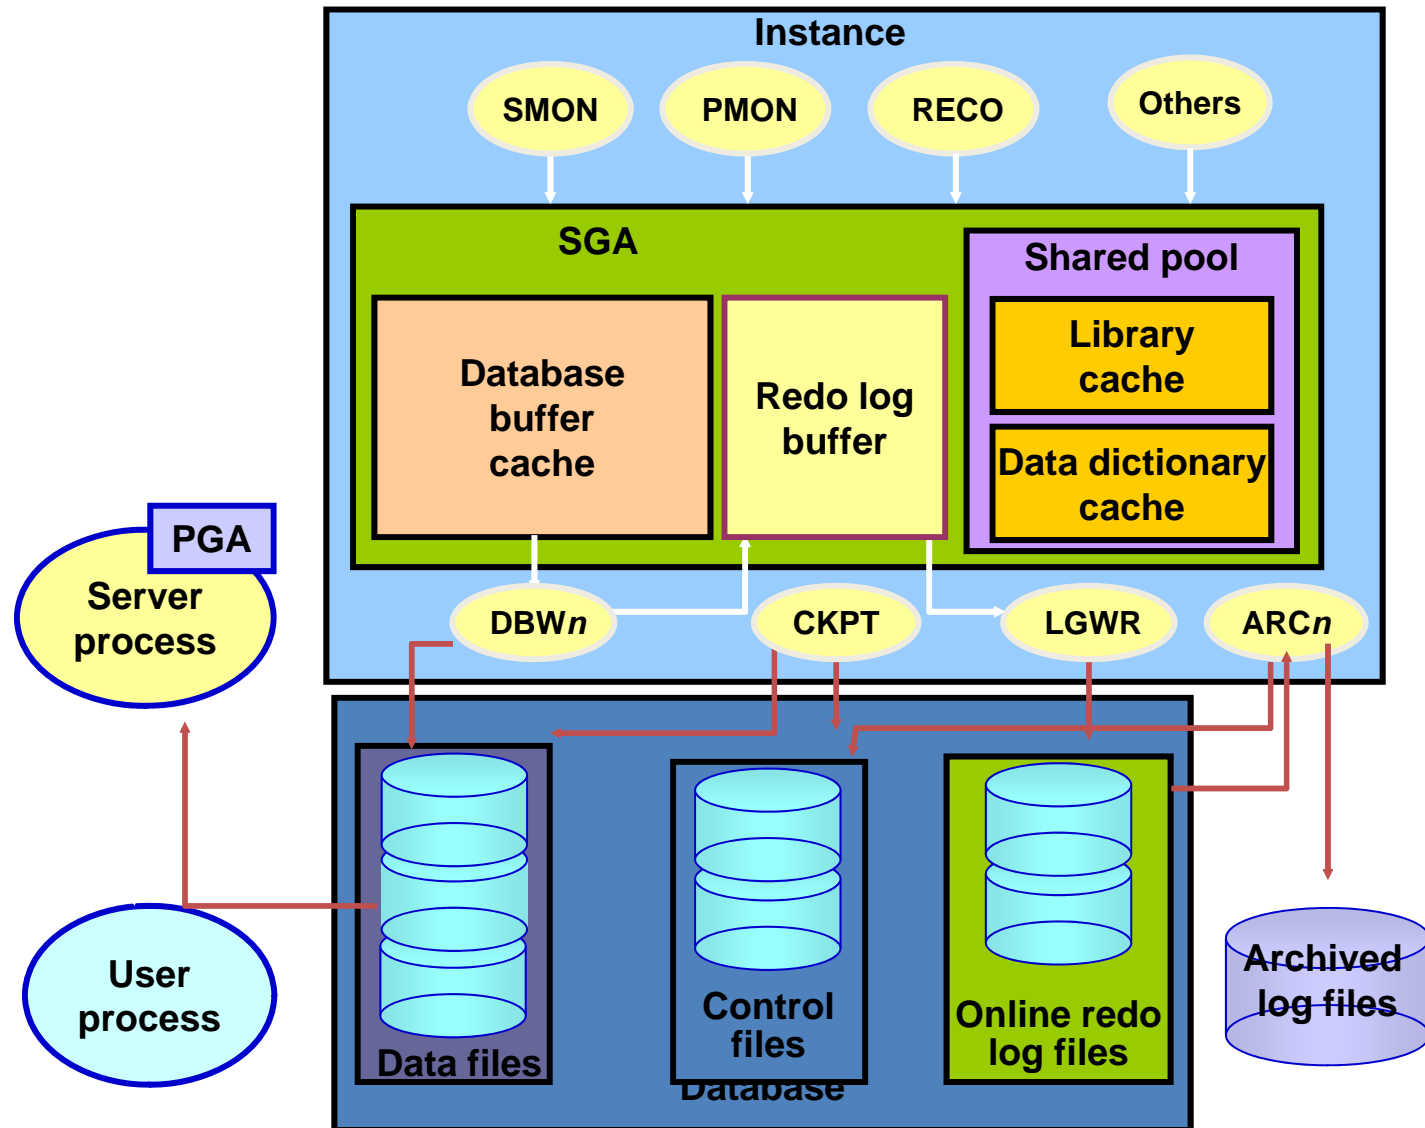 Instance
SMON
PMON
RECO
Others
SGA
Shared pool
Database
buffer
cache
Redo log
buffer
Library
cache
Data dictionary
cache
PGA
Server
process
DBWn
CKPT
LGWR
ARCn
User
process
Data files
Control
files
Online redo
log files
Archived
log files
Database